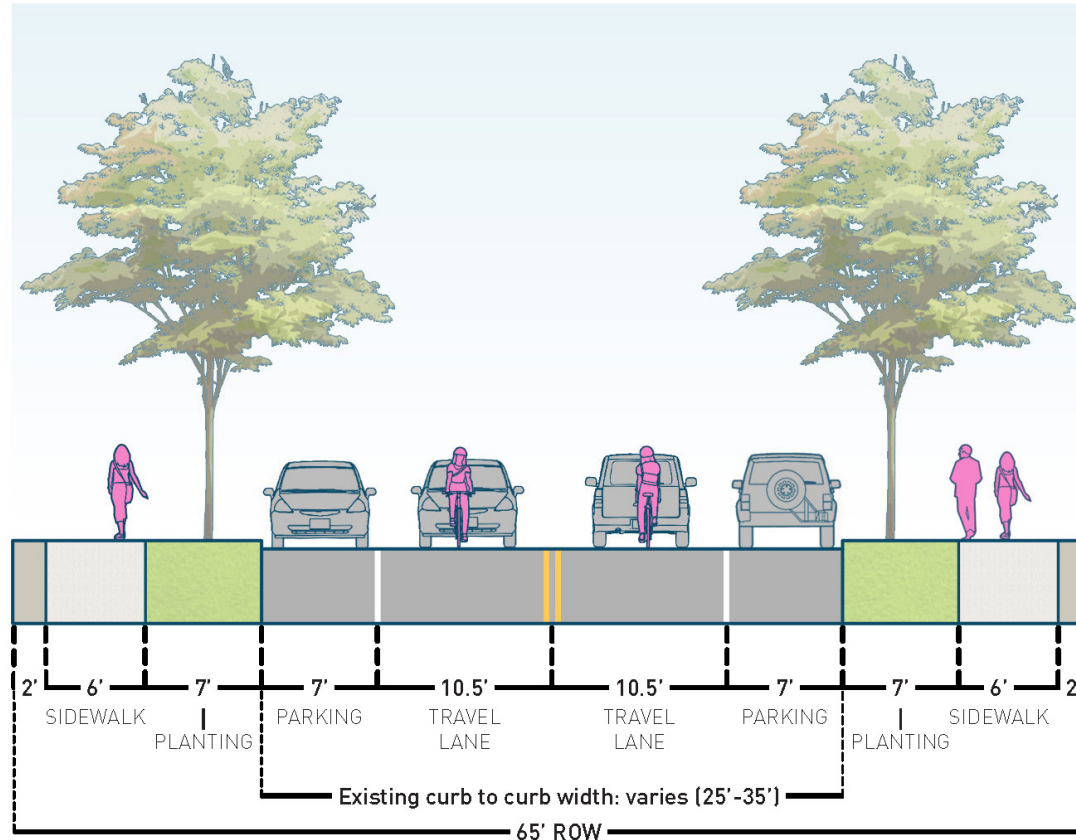 2' 6' 7' 7' 10.5' 10.5' 7' 7' 6' 2
SIDEWALK PARKING TRAVEL LANE TRAVEL LANE PARKING SIDEWALK
PLANTING PLANTING
Existing curb to curb width: varies (25'-35')
65' ROW